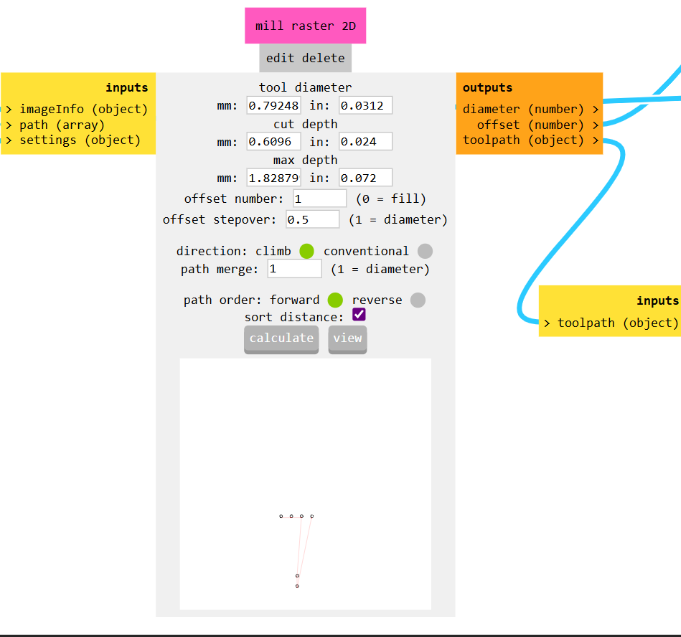 mill raster 2D
edit delete
inputs
> imageInfo (object)
> path (array)
> settings (object)
tool diameter
mm: 0.79248 in: 0.0312
cut depth
mm: 0.6096 in: 0.024
max depth
mm: 1.82879 in: 0.072
offset number: 1 (0 = fill)
offset stepover: 0.5 (1 = diameter)
direction: climb conventional
path merge: 1 (1 = diameter)
path order: forward reverse
sort distance:
calculate view
outputs
diameter (number) >
offset (number) >
toolpath (object) >
inputs
> toolpath (object)